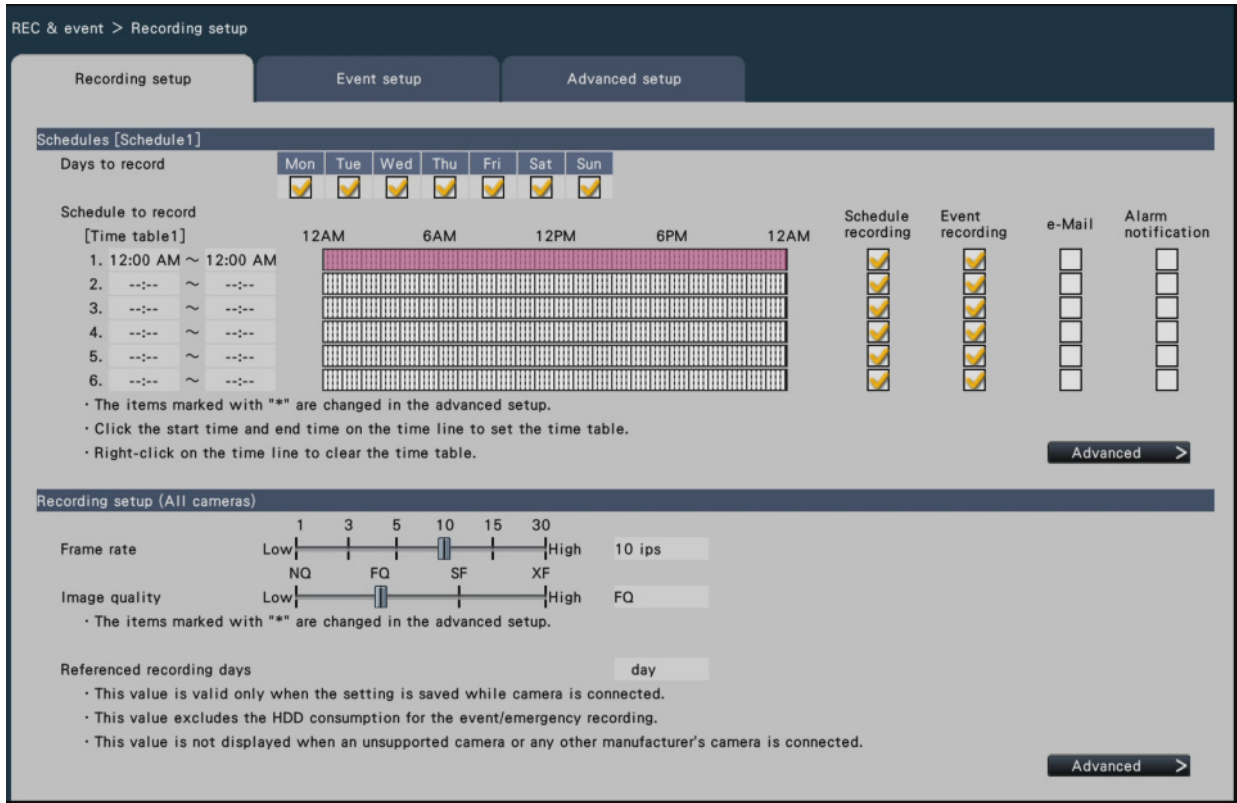 REC & event > Recording setup
Recording setup Event setup Advanced setup
Schedules [Schedule1]
Days to record Mon Tue Wed Thu Fri Sat Sun
Schedule to record
[Time table1] 12AM 6AM 12PM 6PM 12AM Schedule recording Event recording e-Mail Alarm notification
1. 12:00 AM ~ 12:00 AM
2. --:-- ~ --:--
3. --:-- ~ --:--
4. --:-- ~ --:--
5. --:-- ~ --:--
6. --:-- ~ --:--
· The items marked with "*" are changed in the advanced setup.
· Click the start time and end time on the time line to set the time table.
· Right-click on the time line to clear the time table.
Advanced >
Recording setup (All cameras)
1 3 5 10 15 30
Frame rate Low High 10 ips
NQ FQ SF XF
Image quality Low High FQ
· The items marked with "*" are changed in the advanced setup.
Referenced recording days day
· This value is valid only when the setting is saved while camera is connected.
· This value excludes the HDD consumption for the event/emergency recording.
· This value is not displayed when an unsupported camera or any other manufacturer's camera is connected.
Advanced >